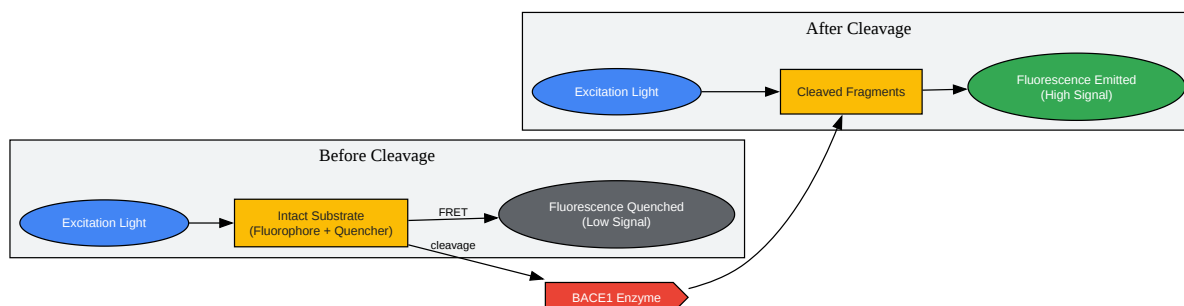 After Cleavage
Excitation Light
Cleaved Fragments
Fluorescence Emitted
(High Signal)
Before Cleavage
Excitation Light
Intact Substrate
(Fluorophore + Quencher)
FRET
cleavage
Fluorescence Quenched
(Low Signal)
BACE1 Enzyme